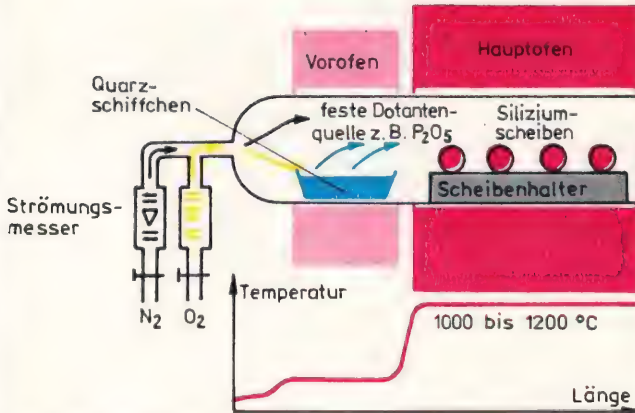 Vorofen
Hauptofen
Quarz-
schiffchen
feste Dotanten-
quelle z. B. P₂O₅
Silizium-
scheiben
Scheibenhalter
Strömungs-
messer
N₂
O₂
Temperatur
1000 bis 1200 °C
Länge